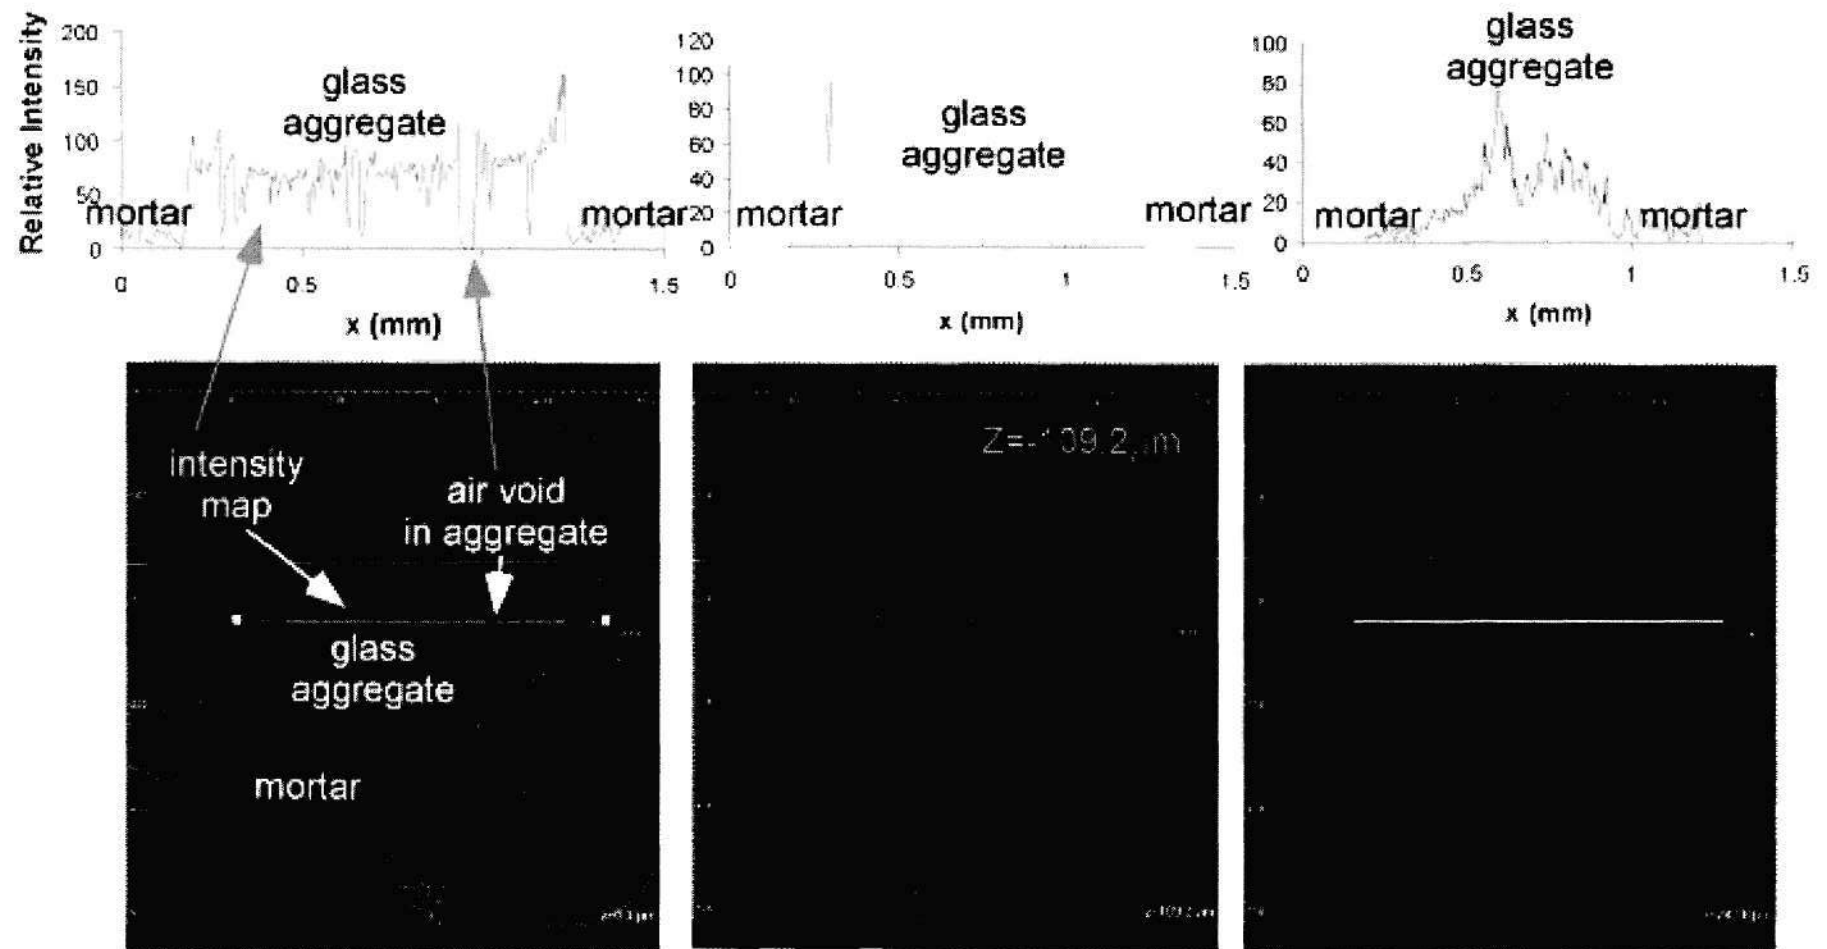 Relative Intensity
200
150
100
50
0
0
0.5
1.5
x (mm)
glass
aggregate
mortar
mortar
120
100
80
60
40
20
0
0
0.5
1
1.5
x (mm)
glass
aggregate
mortar
mortar
100
80
60
40
20
0
0
0.5
1
1.5
x (mm)
glass
aggregate
mortar
mortar
intensity
map
air void
in aggregate
glass
aggregate
mortar